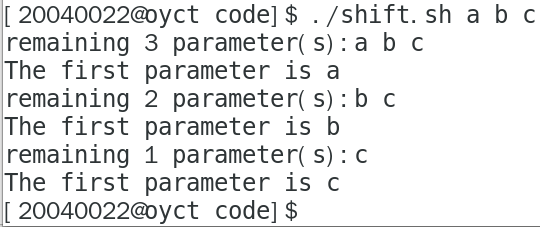 [20040022@oyct code]$ ./shift.sh a b c
remaining 3 parameter(s):a b c
The first parameter is a
remaining 2 parameter(s):b c
The first parameter is b
remaining 1 parameter(s):c
The first parameter is c
[20040022@oyct code]$